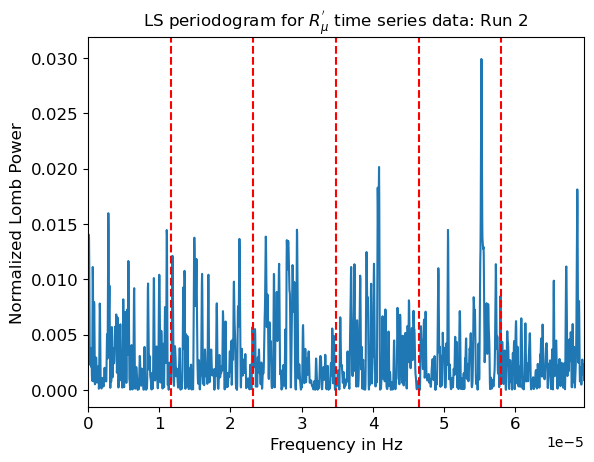 LS periodogram for $R_{\mu}^{'}$ time series data: Run 2
0.030
0.025
0.020
0.015
0.010
0.005
0.000
Normalized Lomb Power
0 1 2 3 4 5 6
1e−5
Frequency in Hz